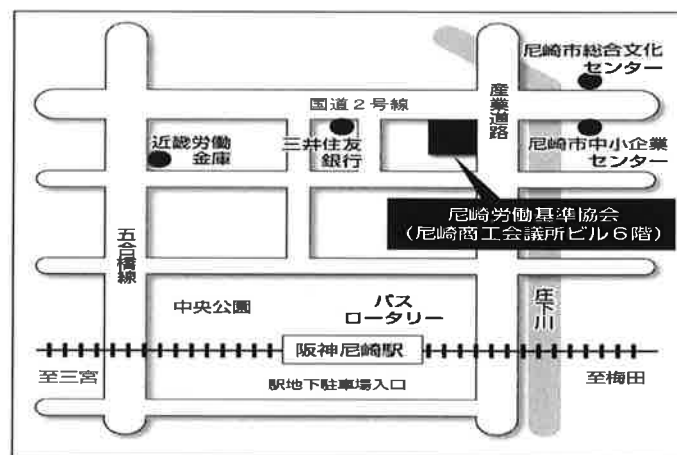 尼崎市総合文化
センター
国道２号線
産業道路
近畿労働
金庫
三井住友
銀行
尼崎市中小企業
センター
尼崎労働基準協会
（尼崎商工会議所ビル６階）
五合橋線
中央公園
バス
ロータリー
庄下川
阪神尼崎駅
至三宮
駅地下駐車場入口
至梅田